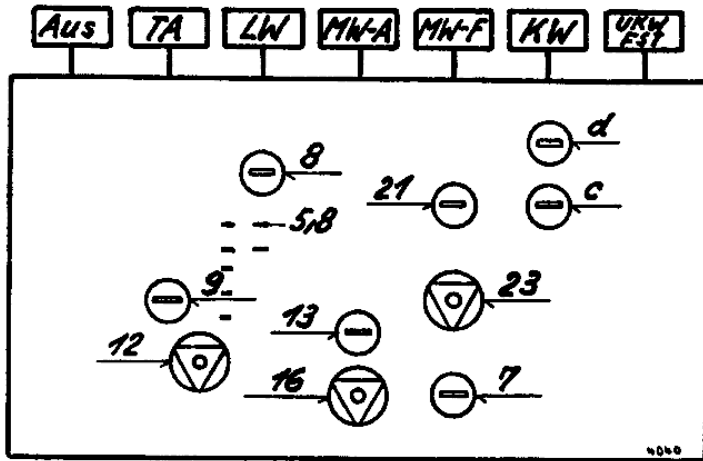 Aus TA LW MW-A MW-F KW UKW
FST
d
8
21 c
5,8
9 23
13
12
16 7
4040